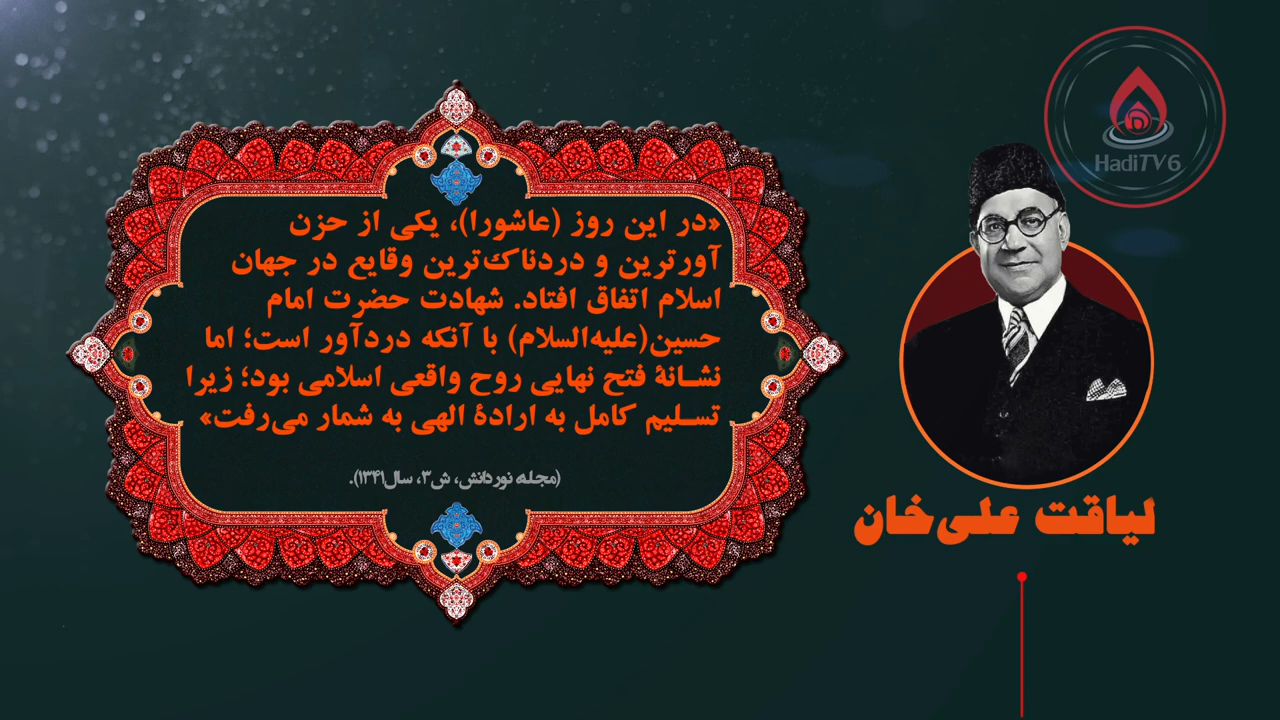 «در این روز (عاشورا)، یکی از حزن
آورترین و دردناک‌ترین وقایع در جهان
اسلام اتفاق افتاد. شهادت حضرت امام
حسین(علیه‌السلام) با آنکه دردآور است؛ اما
نشانهٔ فتح نهایی روح واقعی اسلامی بود؛ زیرا
تسلیم کامل به ارادهٔ الهی به شمار می‌رفت»
(مجله نوردانش، ش۳، سال۱۳۴۱).
HadiTV6
لیاقت علی‌خان